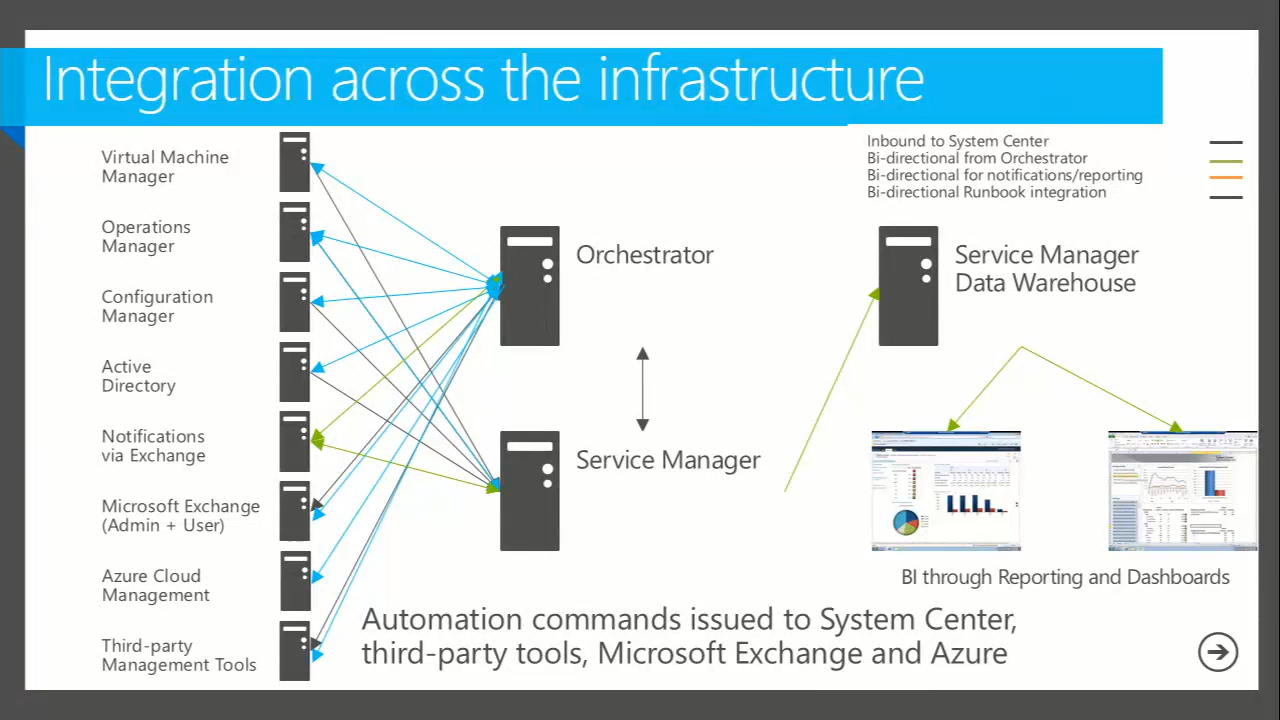 Integration across the infrastructure
Inbound to System Center
Bi-directional from Orchestrator
Bi-directional for notifications/reporting
Bi-directional Runbook integration
Virtual Machine
Manager
Operations
Manager
Configuration
Manager
Active
Directory
Notifications
via Exchange
Microsoft Exchange
(Admin + User)
Azure Cloud
Management
Third-party
Management Tools
Orchestrator
Service Manager
Service Manager
Data Warehouse
BI through Reporting and Dashboards
Automation commands issued to System Center,
third-party tools, Microsoft Exchange and Azure